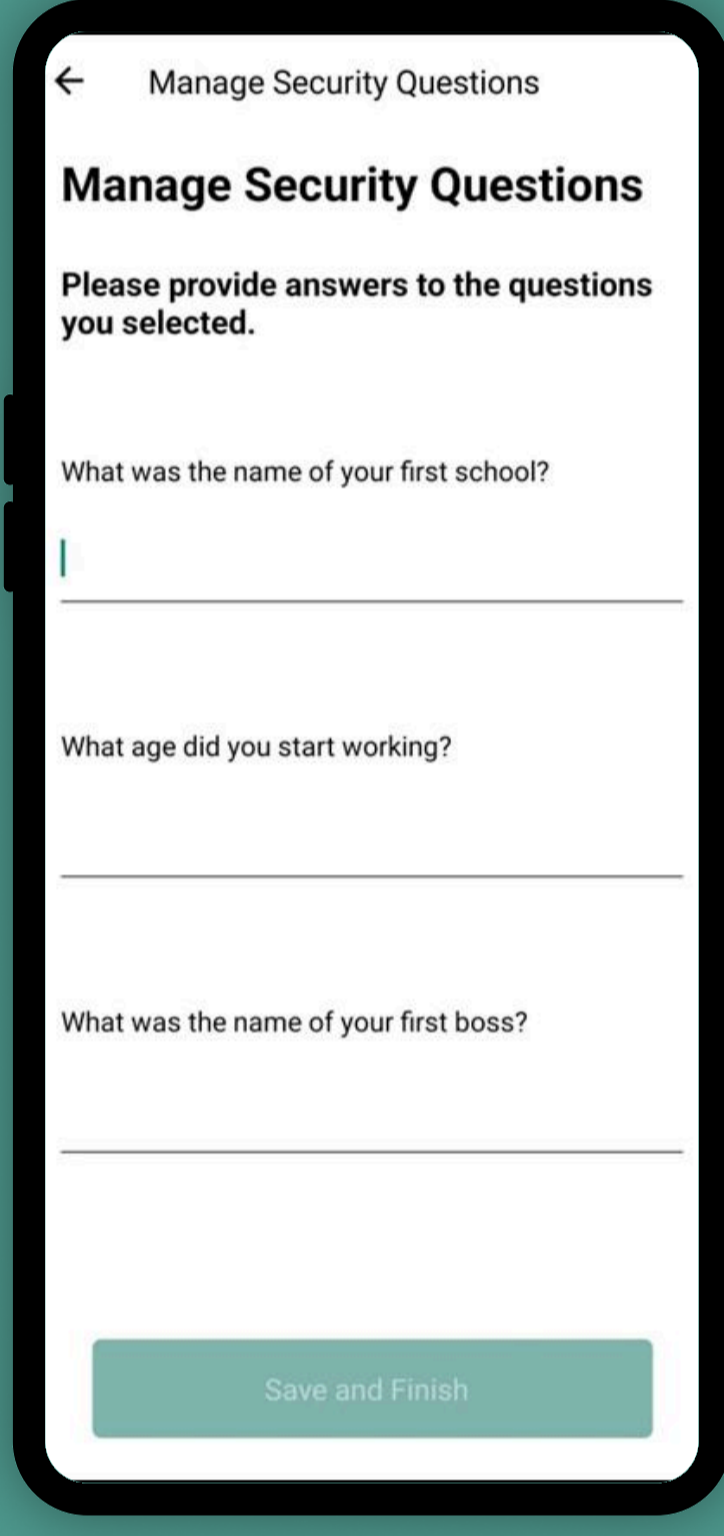 Manage Security Questions
Manage Security Questions
Please provide answers to the questions
you selected.
What was the name of your first school?
What age did you start working?
What was the name of your first boss?
Save and Finish